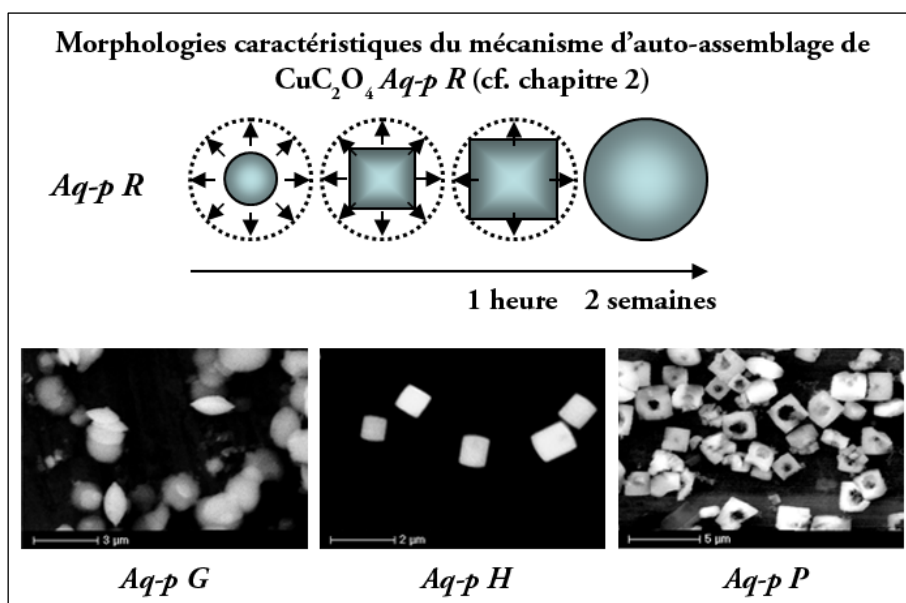 Morphologies caractéristiques du mécanisme d'auto-assemblage de
CuC₂O₄ Aq-p R (cf. chapitre 2)
Aq-p R
1 heure 2 semaines
3 µm 2 µm 5 µm
Aq-p G Aq-p H Aq-p P